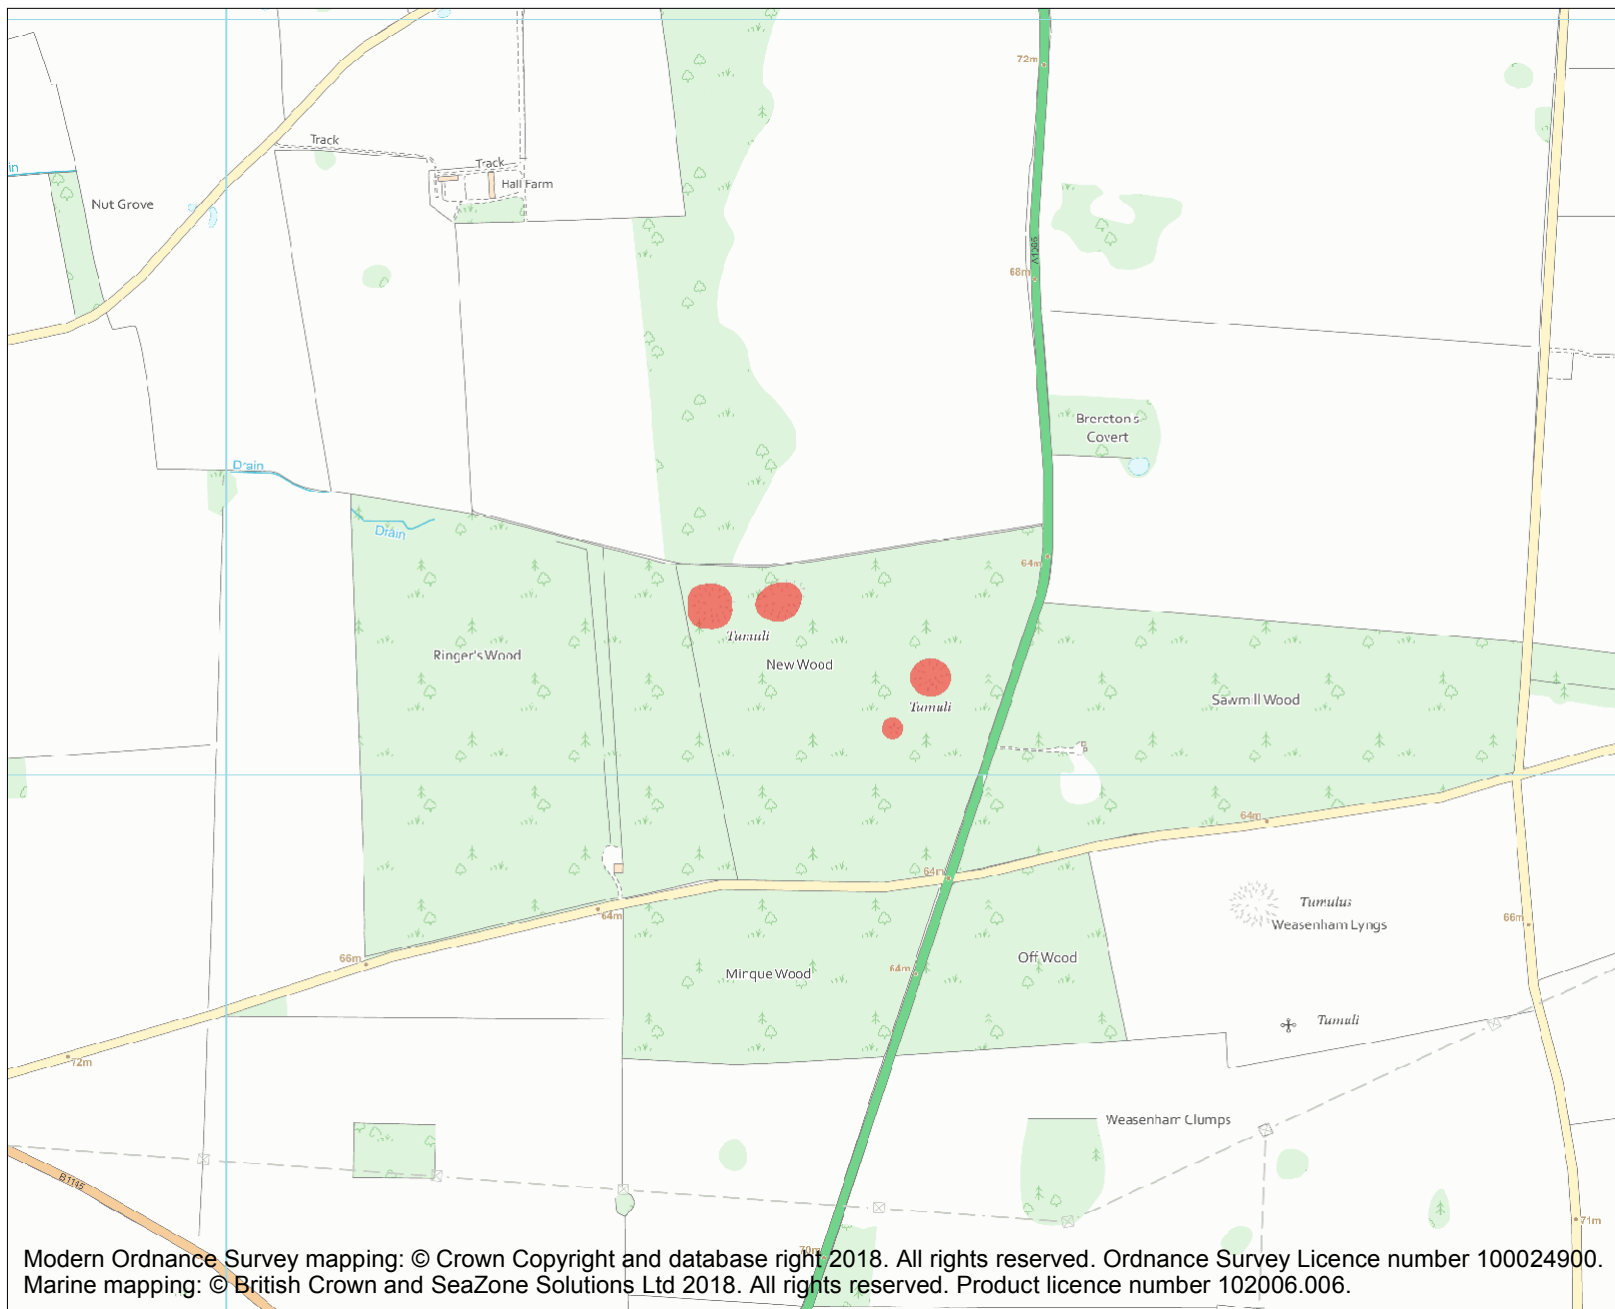 72m
Track
Track
Hall Farm
in
Nut Grove
A1065
68m
Brereton's
Covert
Drain
Drain
64m
Tumuli
Ringer's Wood
New Wood
Tumuli
Sawmill Wood
64m
64m
64m
Tumulus
66m
Weasenham Lyngs
66m
Off Wood
64m
Mirque Wood
Tumuli
72m
Weasenham Clumps
B1145
71m
70m
Modern Ordnance Survey mapping: © Crown Copyright and database right 2018. All rights reserved. Ordnance Survey Licence number 100024900.
Marine mapping: © British Crown and SeaZone Solutions Ltd 2018. All rights reserved. Product licence number 102006.006.